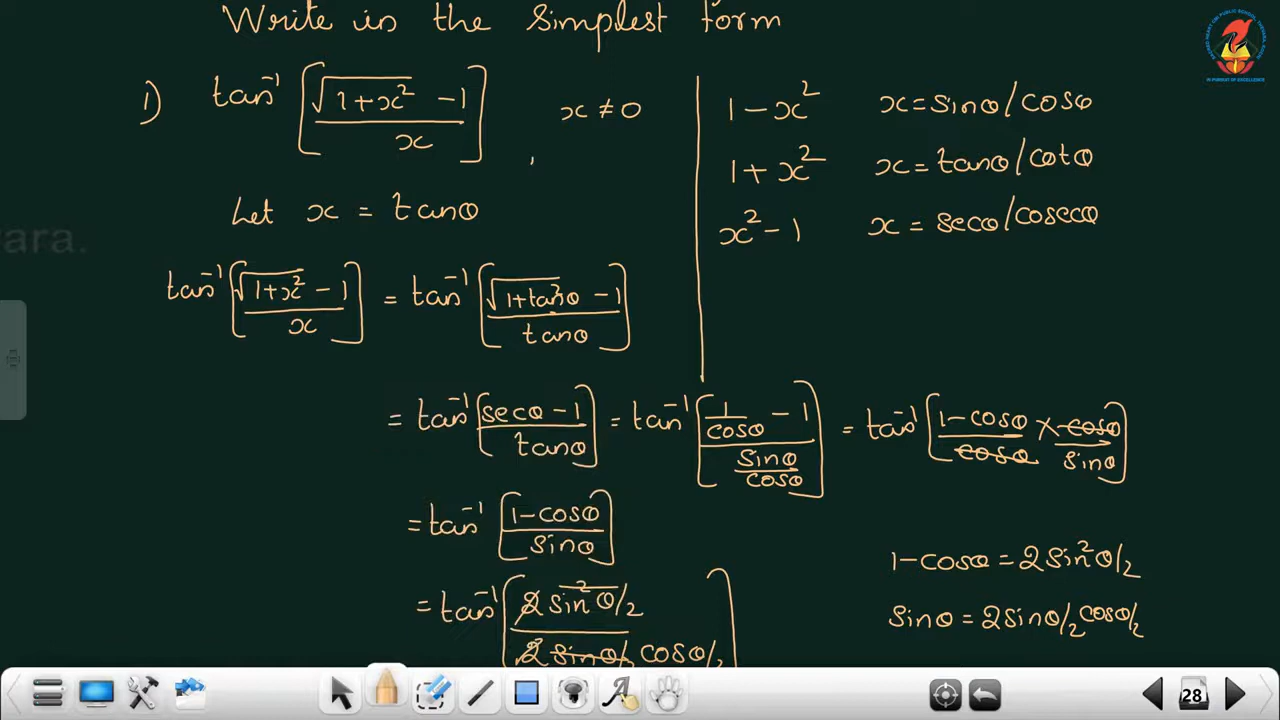 Write in the Simplest form
1) tan⁻¹ [ (√(1+x²) − 1) / x ]   x ≠ 0
Let x = tanθ
tan⁻¹ [ (√(1+x²) − 1) / x ] = tan⁻¹ [ (√(1+tan²θ) − 1) / tanθ ]
= tan⁻¹ [ (secθ − 1) / tanθ ] = tan⁻¹ [ (1/cosθ − 1) / (sinθ/cosθ) ] = tan⁻¹ [ (1−cosθ)/cosθ × cosθ/sinθ ]
= tan⁻¹ [ (1−cosθ) / sinθ ]
= tan⁻¹ [ 2 sin²θ/2 / 2 sinθ/2 cosθ/2 ]
1 − x²   x = sinθ/cosθ
1 + x²   x = tanθ/cotθ
x² − 1   x = secθ/cosecθ
1−cosθ = 2Sin²θ/2
Sinθ = 2Sinθ/2 cosθ/2
ara.
28